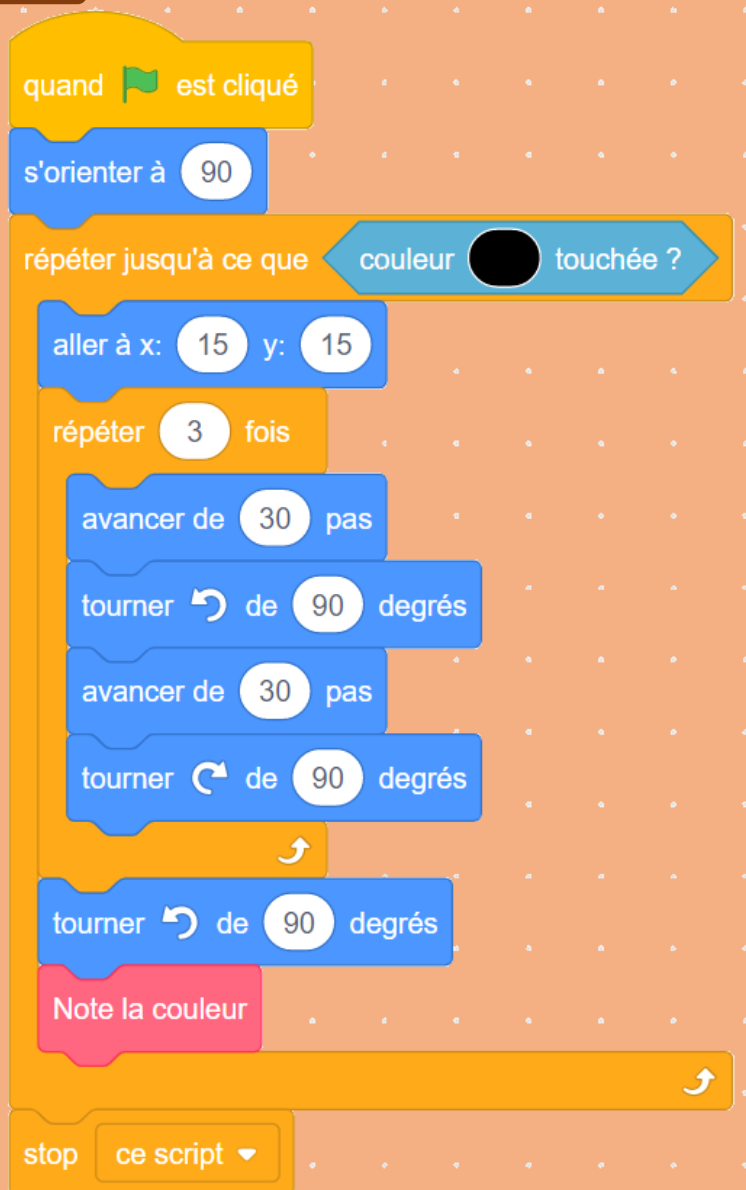 quand est cliqué
s'orienter à 90
répéter jusqu'à ce que couleur touchée ?
aller à x: 15 y: 15
répéter 3 fois
avancer de 30 pas
tourner de 90 degrés
avancer de 30 pas
tourner de 90 degrés
tourner de 90 degrés
Note la couleur
stop ce script